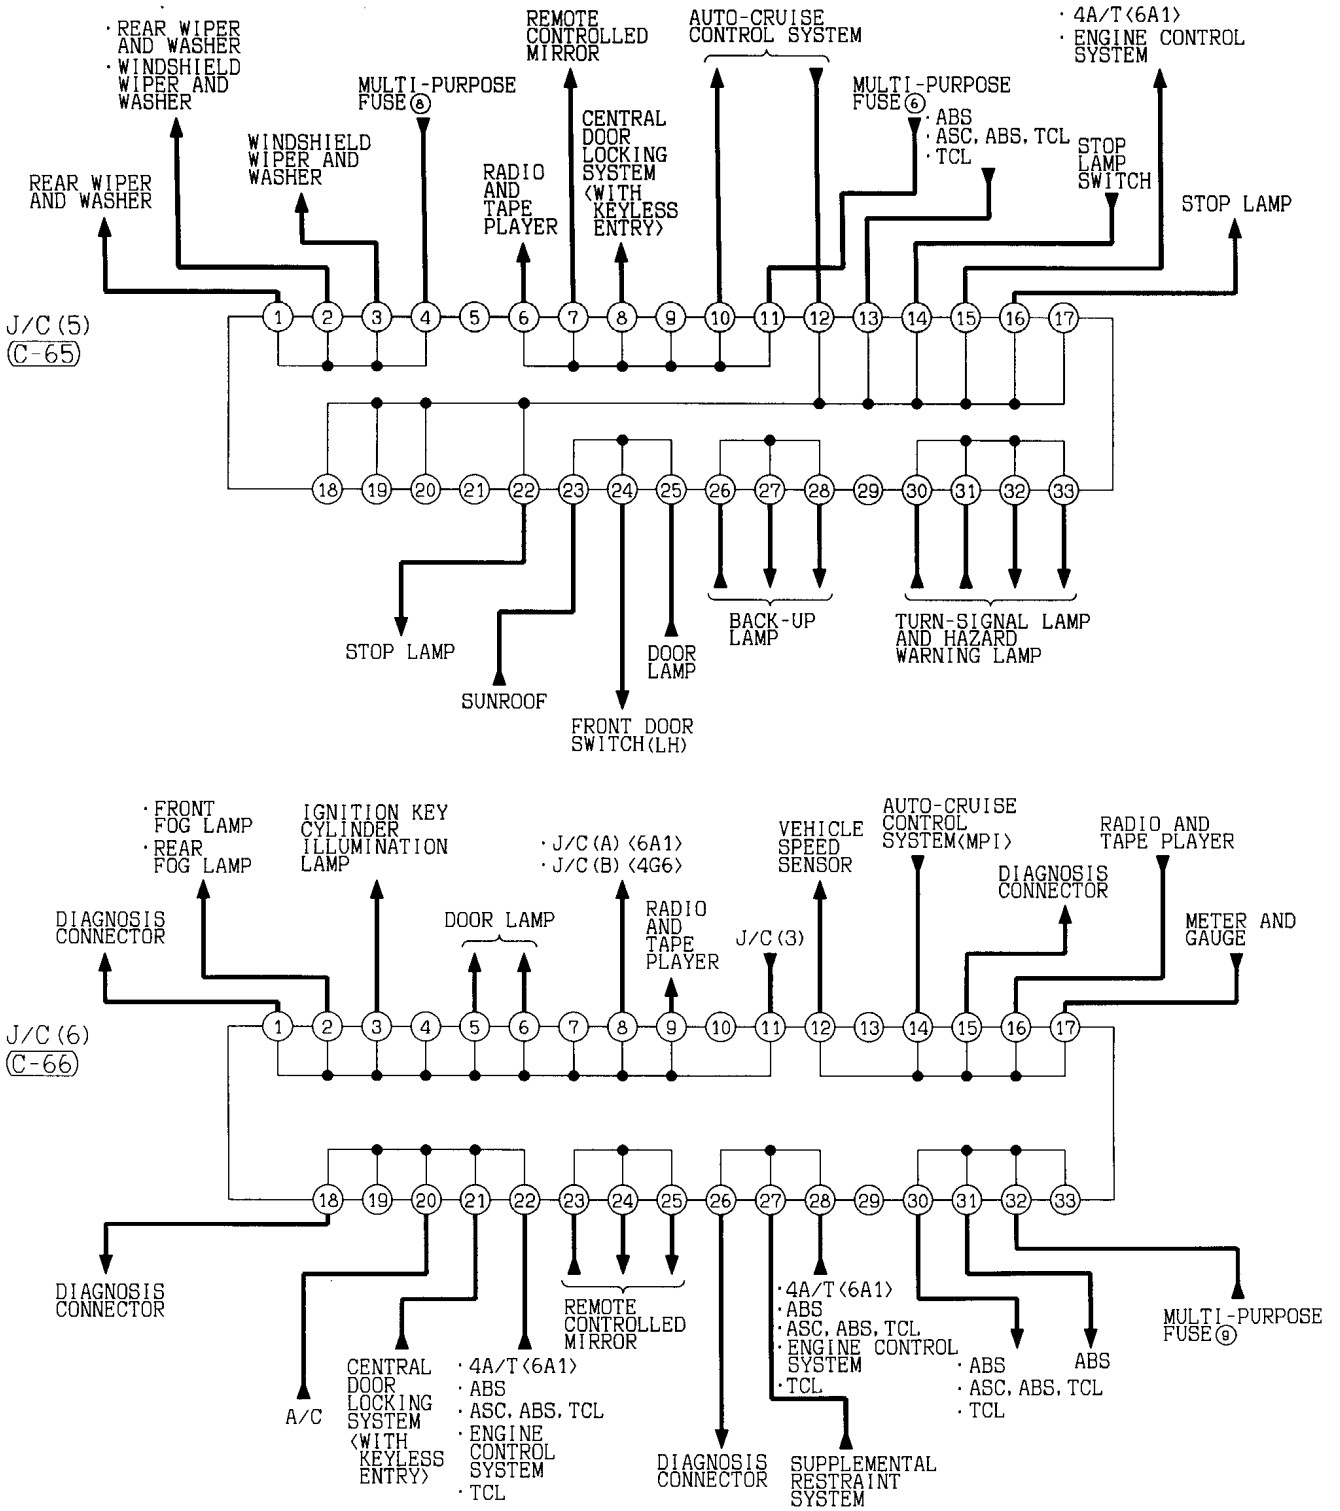 · REAR WIPER
AND WASHER
· WINDSHIELD
WIPER AND
WASHER
REAR WIPER
AND WASHER
WINDSHIELD
WIPER AND
WASHER
MULTI-PURPOSE
FUSE⑧
RADIO
AND
TAPE
PLAYER
REMOTE
CONTROLLED
MIRROR
CENTRAL
DOOR
LOCKING
SYSTEM
<WITH
KEYLESS
ENTRY>
AUTO-CRUISE
CONTROL SYSTEM
MULTI-PURPOSE
FUSE⑥
· ABS
· ASC, ABS, TCL
· TCL
STOP
LAMP
SWITCH
· 4A/T<6A1>
· ENGINE CONTROL
SYSTEM
STOP LAMP
J/C(5)
C-65
1 2 3 4 5 6 7 8 9 10 11 12 13 14 15 16 17
18 19 20 21 22 23 24 25 26 27 28 29 30 31 32 33
STOP LAMP
SUNROOF
FRONT DOOR
SWITCH(LH)
DOOR
LAMP
BACK-UP
LAMP
TURN-SIGNAL LAMP
AND HAZARD
WARNING LAMP
DIAGNOSIS
CONNECTOR
· FRONT
FOG LAMP
· REAR
FOG LAMP
IGNITION KEY
CYLINDER
ILLUMINATION
LAMP
DOOR LAMP
· J/C(A)<6A1>
· J/C(B)<4G6>
RADIO
AND
TAPE
PLAYER
J/C(3)
VEHICLE
SPEED
SENSOR
AUTO-CRUISE
CONTROL
SYSTEM<MPI>
DIAGNOSIS
CONNECTOR
RADIO AND
TAPE PLAYER
METER AND
GAUGE
J/C(6)
C-66
1 2 3 4 5 6 7 8 9 10 11 12 13 14 15 16 17
18 19 20 21 22 23 24 25 26 27 28 29 30 31 32 33
DIAGNOSIS
CONNECTOR
A/C
CENTRAL
DOOR
LOCKING
SYSTEM
<WITH
KEYLESS
ENTRY>
· 4A/T<6A1>
· ABS
· ASC, ABS, TCL
· ENGINE
CONTROL
SYSTEM
· TCL
REMOTE
CONTROLLED
MIRROR
DIAGNOSIS
CONNECTOR
· 4A/T<6A1>
· ABS
· ASC, ABS, TCL
· ENGINE CONTROL
SYSTEM
· TCL
SUPPLEMENTAL
RESTRAINT
SYSTEM
· ABS
· ASC, ABS, TCL
· TCL
ABS
MULTI-PURPOSE
FUSE⑨